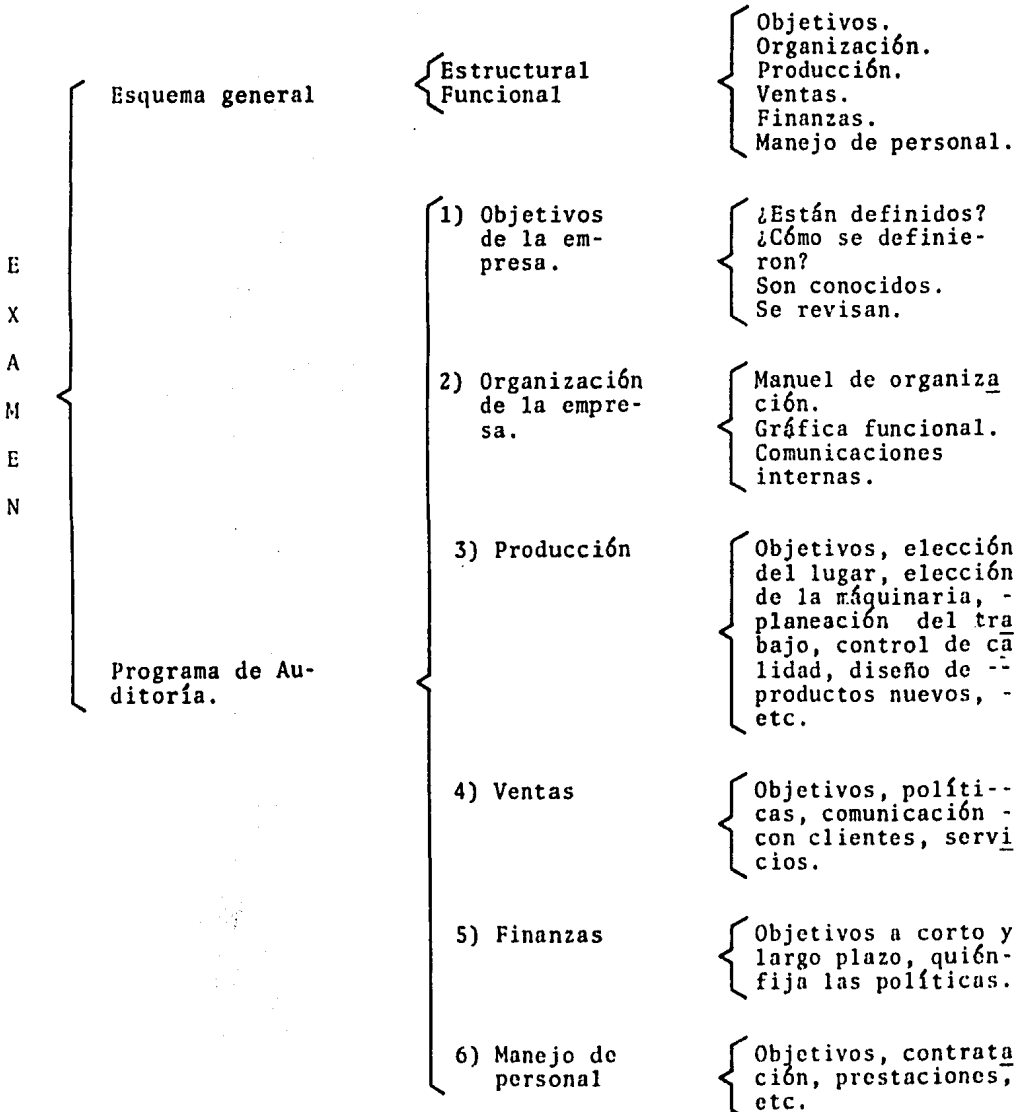 EXAMEN
Esquema general
Estructural
Funcional
Objetivos.
Organización.
Producción.
Ventas.
Finanzas.
Manejo de personal.
Programa de Au-
ditoría.
1) Objetivos
de la em-
presa.
¿Están definidos?
¿Cómo se definie-
ron?
Son conocidos.
Se revisan.
2) Organización
de la empre-
sa.
Manuel de organiza
ción.
Gráfica funcional.
Comunicaciones
internas.
3) Producción
Objetivos, elección
del lugar, elección
de la máquinaria, -
planeación del tra
bajo, control de ca
lidad, diseño de --
productos nuevos, -
etc.
4) Ventas
Objetivos, políti--
cas, comunicación -
con clientes, servi
cios.
5) Finanzas
Objetivos a corto y
largo plazo, quién-
fija las políticas.
6) Manejo de
personal
Objetivos, contrata
ción, prestaciones,
etc.